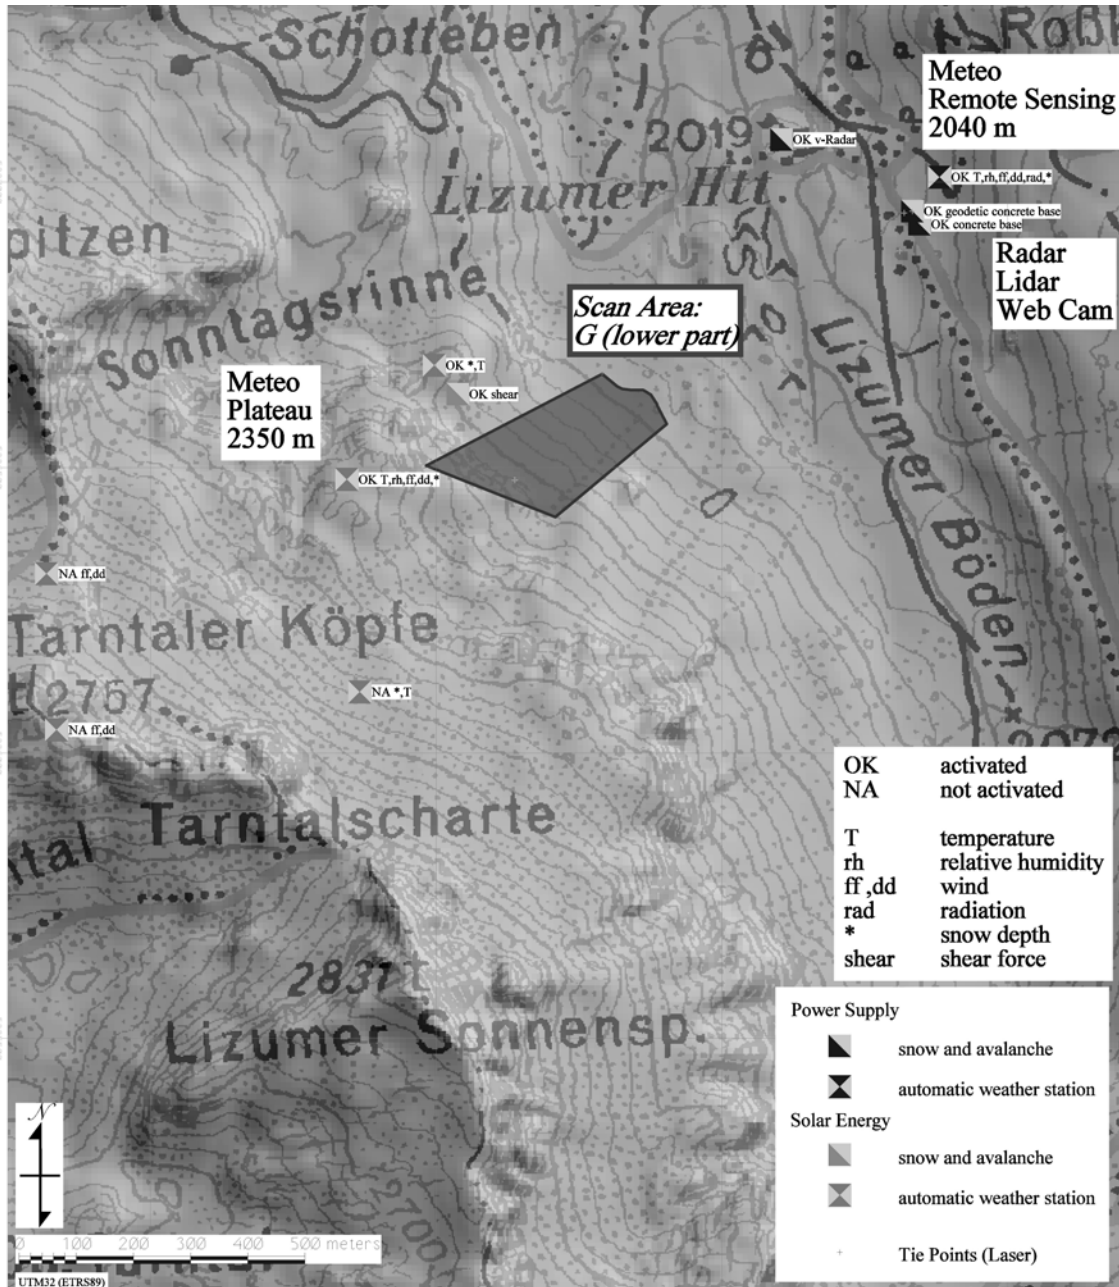 Schotteben
Meteo
Remote Sensing
2040 m
2019
OK v-Radar
OK T,rh,ff,dd,rad,*
Lizumer Htt.
OK geodetic concrete base
OK concrete base
pitzen
Radar
Lidar
Web Cam
Sonntagsrinne
Scan Area:
G (lower part)
OK *,T
OK shear
Meteo
Plateau
2350 m
Lizumer Böden
OK T,rh,ff,dd,*
NA ff,dd
Tarntaler Köpfe
2767
NA *,T
NA ff,dd
2073
OK activated
NA not activated
T temperature
rh relative humidity
ff ,dd wind
rad radiation
* snow depth
shear shear force
Tarntalscharte
ntal
2831
Lizumer Sonnensp.
Power Supply
snow and avalanche
automatic weather station
Solar Energy
snow and avalanche
automatic weather station
Tie Points (Laser)
N
0 100 200 300 400 500 meters
UTM32 (ETRS89)